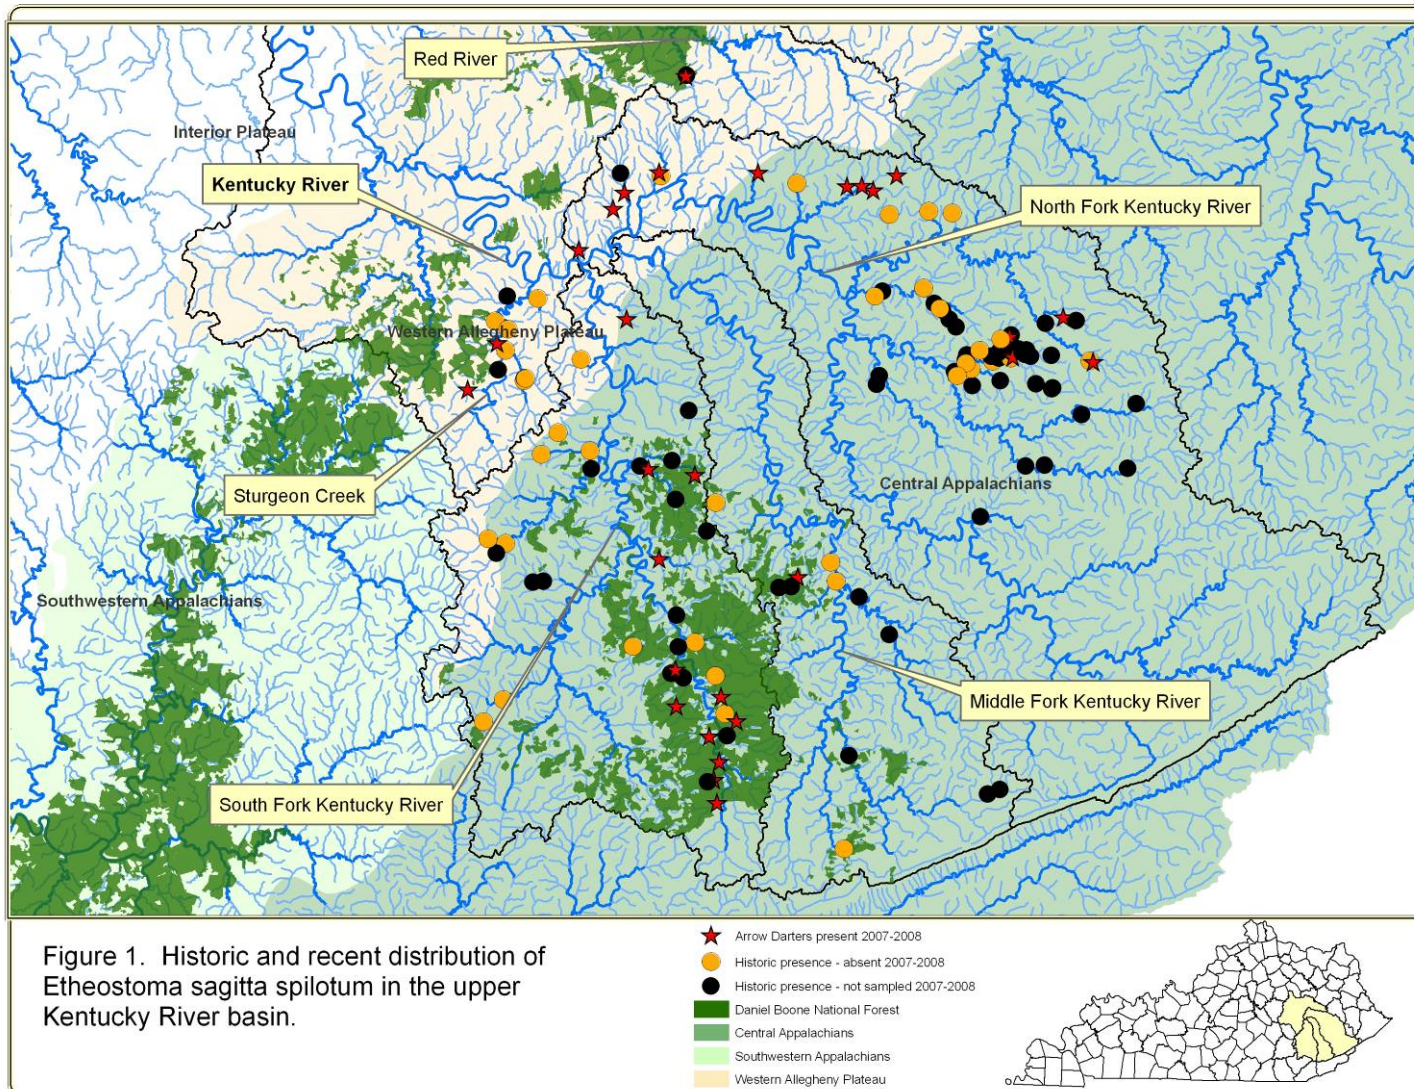 Red River
Interior Plateau
Kentucky River
North Fork Kentucky River
Western Allegheny Plateau
Sturgeon Creek
Central Appalachians
Southwestern Appalachians
Middle Fork Kentucky River
South Fork Kentucky River
Figure 1.  Historic and recent distribution of
Etheostoma sagitta spilotum in the upper
Kentucky River basin.
Arrow Darters present 2007-2008
Historic presence - absent 2007-2008
Historic presence - not sampled 2007-2008
Daniel Boone National Forest
Central Appalachians
Southwestern Appalachians
Western Allegheny Plateau